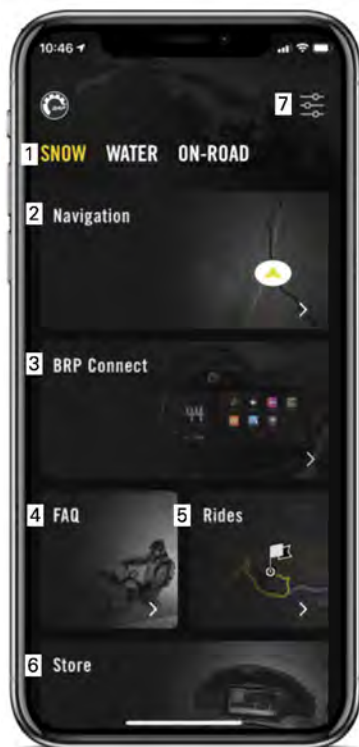 10:46
7
1 SNOW WATER ON-ROAD
2 Navigation
3 BRP Connect
44
4 FAQ 5 Rides
6 Store